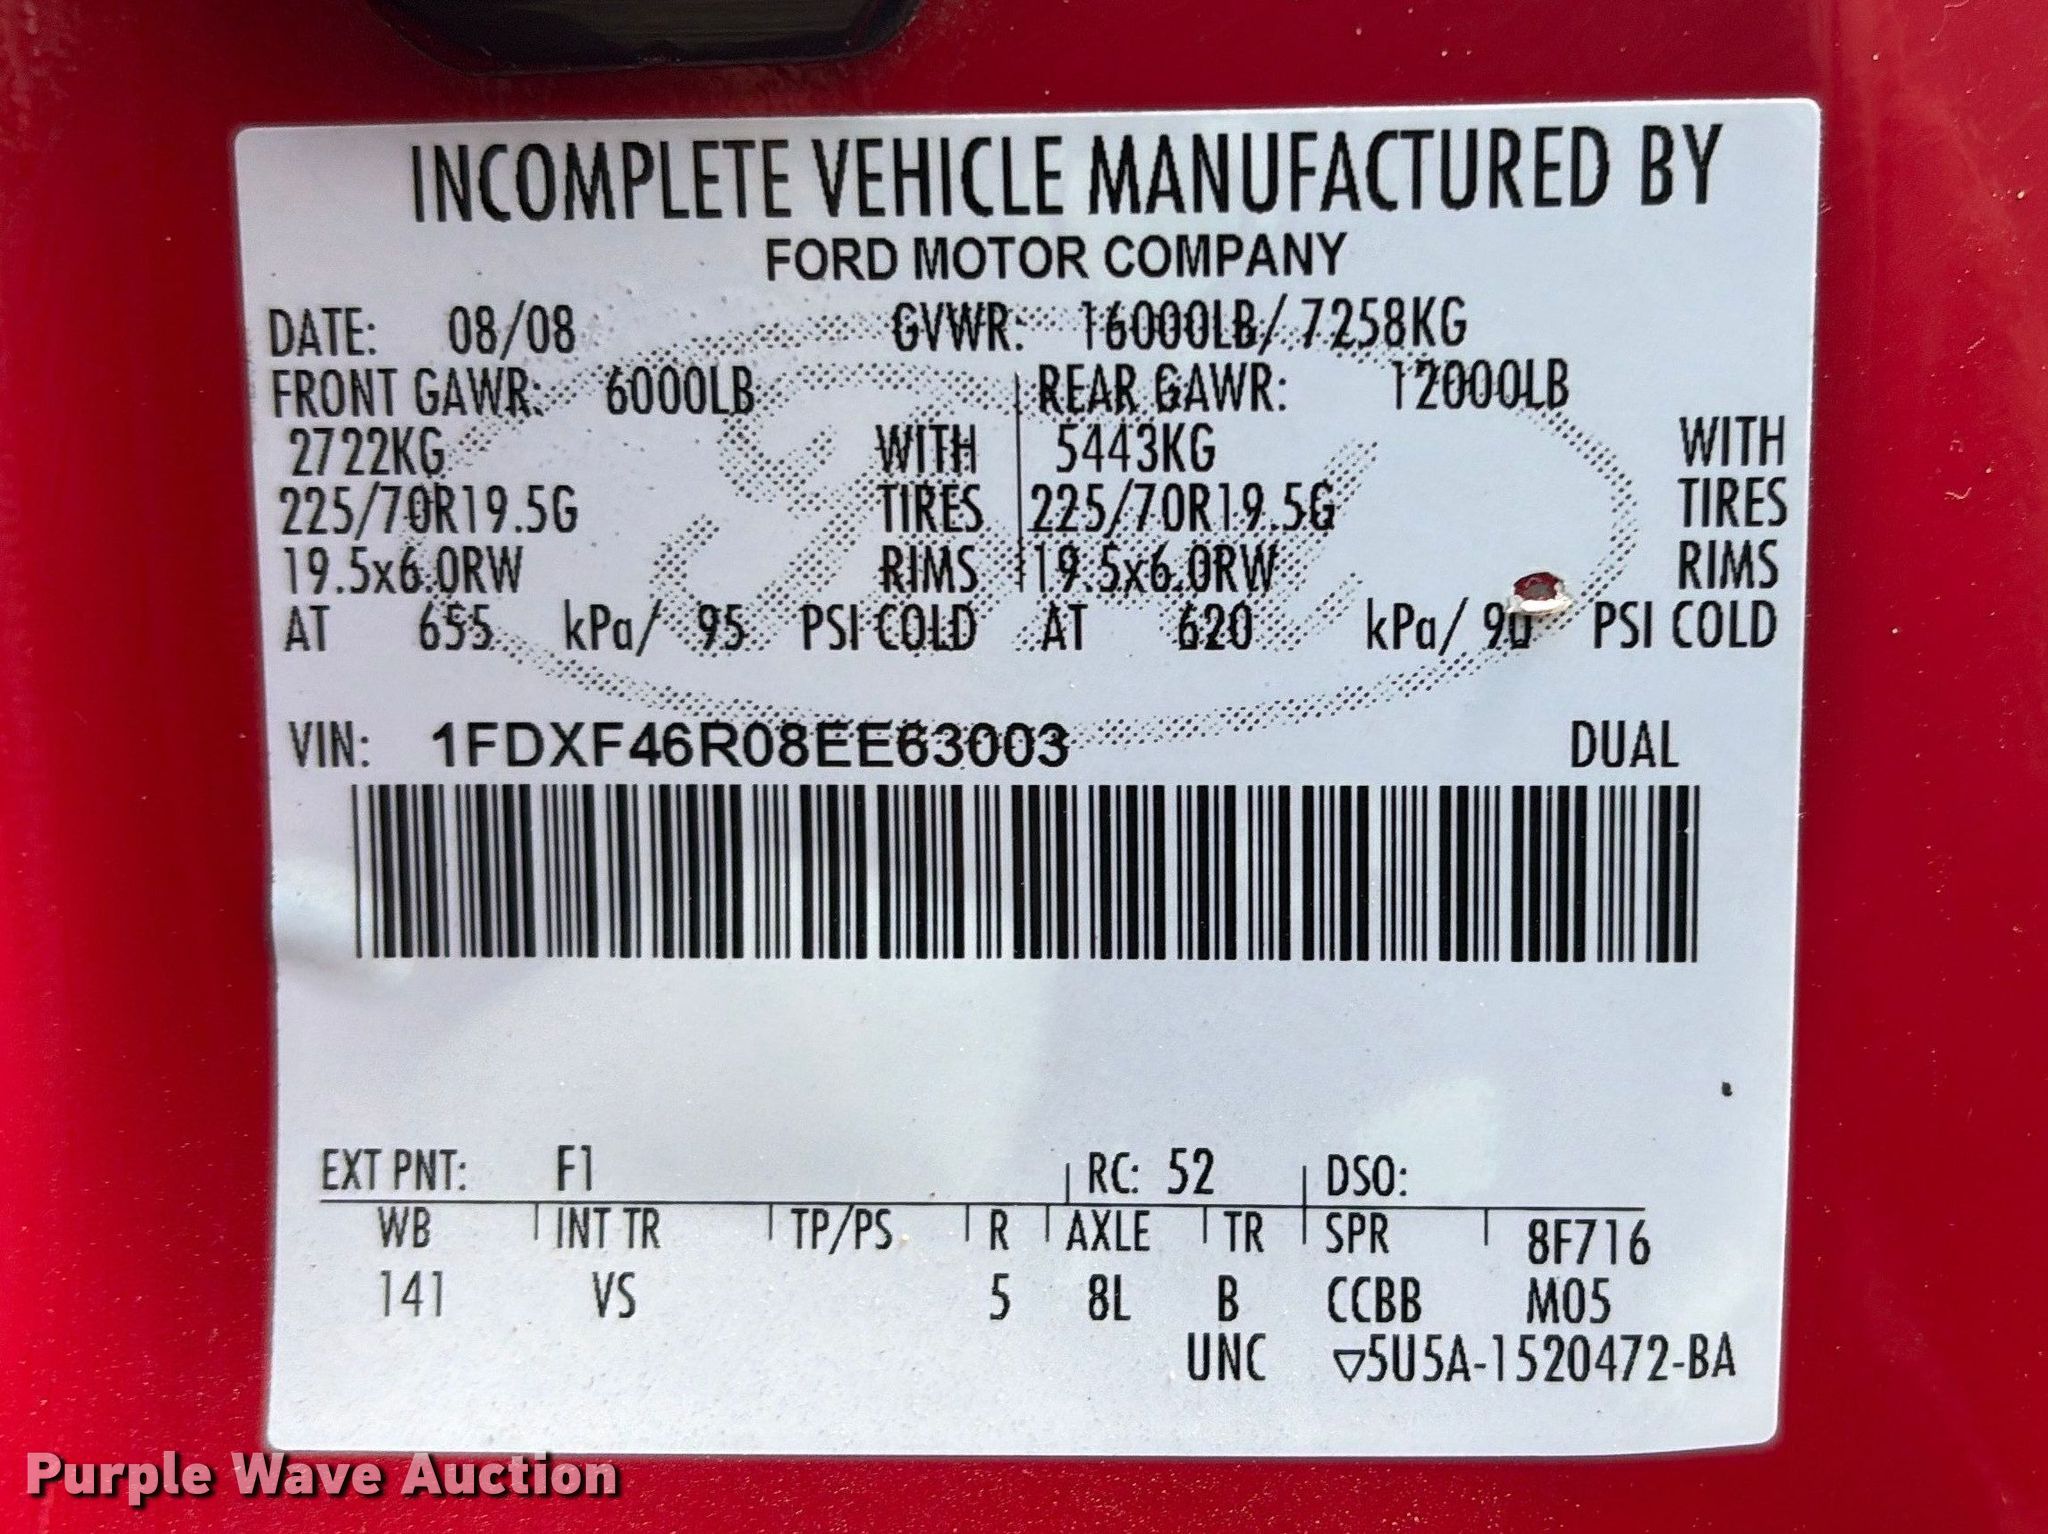 INCOMPLETE VEHICLE MANUFACTURED BY
FORD MOTOR COMPANY
DATE: 08/08 GVWR: 16000LB/ 7258KG
FRONT GAWR: 6000LB REAR GAWR: 12000LB
2722KG WITH 5443KG WITH
225/70R19.5G TIRES 225/70R19.5G TIRES
19.5x6.0RW RIMS 19.5x6.0RW RIMS
AT 655 kPa/ 95 PSI COLD AT 620 kPa/ 90 PSI COLD
VIN: 1FDXF46R08EE63003 DUAL
EXT PNT: F1 RC: 52 DSO:
WB INT TR TP/PS R AXLE TR SPR 8F716
141 VS 5 8L B CCBB M05
UNC ▽5U5A-1520472-BA
Purple Wave Auction